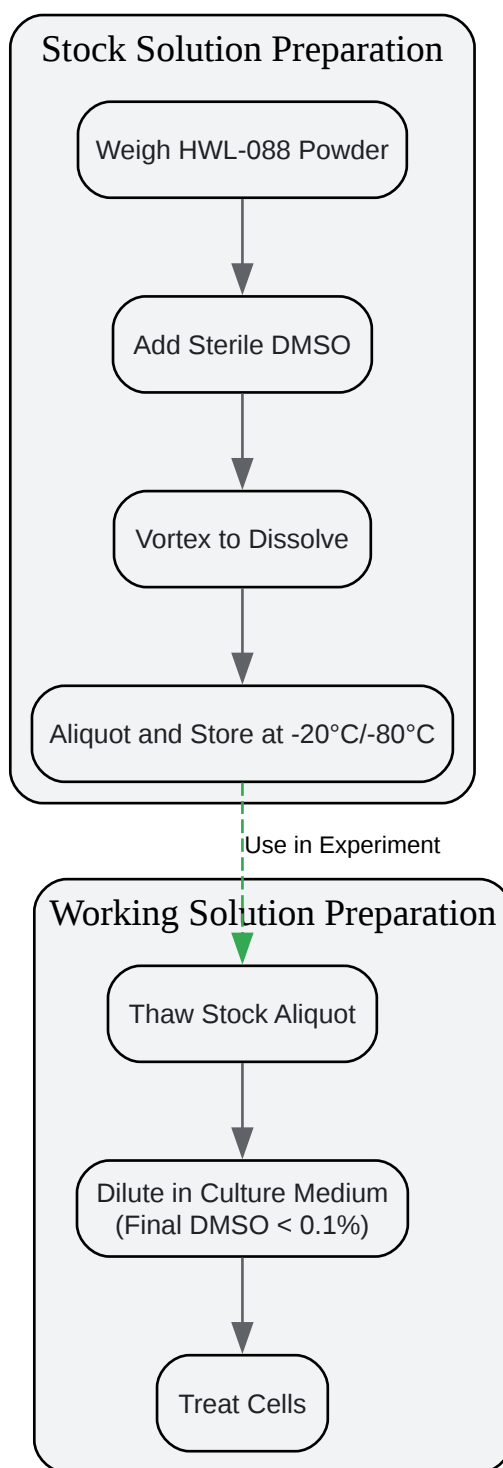 Stock Solution Preparation
Weigh HWL-088 Powder
Add Sterile DMSO
Vortex to Dissolve
Aliquot and Store at -20°C/-80°C
Use in Experiment
Working Solution Preparation
Thaw Stock Aliquot
Dilute in Culture Medium
(Final DMSO < 0.1%)
Treat Cells